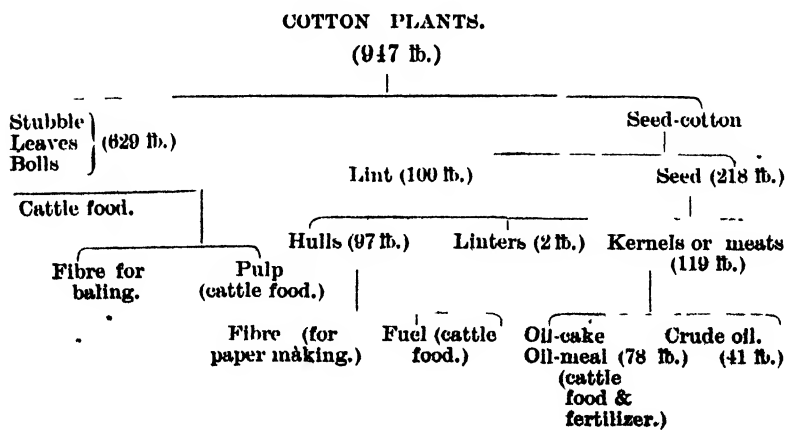 COTTON PLANTS.
(947 lb.)
Stubble
Leaves (629 lb.)
Bolls
Seed-cotton
Lint (100 lb.)
Seed (218 lb.)
Cattle food.
Hulls (97 lb.)
Linters (2 lb.)
Kernels or meats
(119 lb.)
Fibre for
baling.
Pulp
(cattle food.)
Fibre (for
paper making.)
Fuel (cattle
food.)
Oil-cake
Oil-meal (78 lb.)
(cattle
food &
fertilizer.)
Crude oil.
(41 lb.)